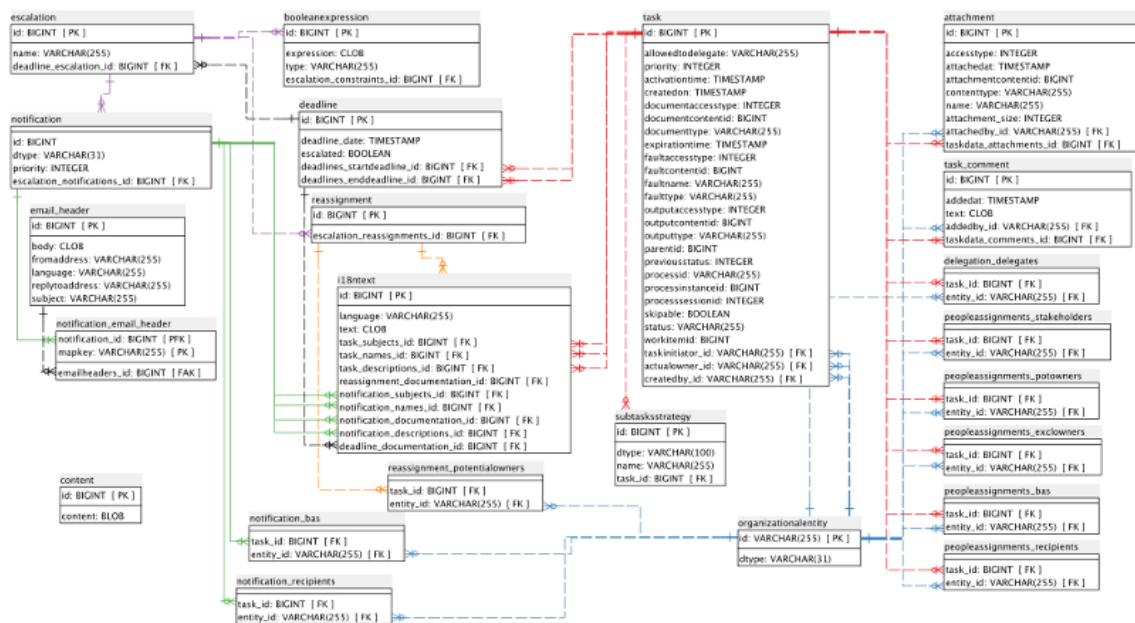 escalation
id: BIGINT [PK]
name: VARCHAR(255)
deadline_escalation_id: BIGINT [ FK ]
booleanexpression
id: BIGINT [PK]
expression: CLOB
type: VARCHAR(255)
escalation_constraints_id: BIGINT [ FK ]
notification
id: BIGINT
dtype: VARCHAR(31)
priority: INTEGER
escalation_notifications_id: BIGINT [ FK ]
deadline
id: BIGINT [PK]
deadline_date: TIMESTAMP
escalated: BOOLEAN
deadlines_startdeadline_id: BIGINT [ FK ]
deadlines_enddeadline_id: BIGINT [ FK ]
reassignment
id: BIGINT [PK]
escalation_reassignments_id: BIGINT [ FK ]
email_header
id: BIGINT [PK]
body: CLOB
fromaddress: VARCHAR(255)
language: VARCHAR(255)
replytoaddress: VARCHAR(255)
subject: VARCHAR(255)
notification_email_header
notification_id: BIGINT [ PFK ]
mapkey: VARCHAR(255) [ PK ]
emailheaders_id: BIGINT [ FAK ]
i18ntext
id: BIGINT [PK]
language: VARCHAR(255)
text: CLOB
task_subjects_id: BIGINT [ FK ]
task_names_id: BIGINT [ FK ]
task_descriptions_id: BIGINT [ FK ]
reassignment_documentation_id: BIGINT [ FK ]
notification_subjects_id: BIGINT [ FK ]
notification_names_id: BIGINT [ FK ]
notification_documentation_id: BIGINT [ FK ]
notification_descriptions_id: BIGINT [ FK ]
deadline_documentation_id: BIGINT [ FK ]
content
id: BIGINT [PK]
content: BLOB
reassignment_potentialowners
task_id: BIGINT [ FK ]
entity_id: VARCHAR(255) [ FK ]
notification_bas
task_id: BIGINT [ FK ]
entity_id: VARCHAR(255) [ FK ]
notification_recipients
task_id: BIGINT [ FK ]
entity_id: VARCHAR(255) [ FK ]
task
id: BIGINT [PK]
allowedtodelegate: VARCHAR(255)
priority: INTEGER
activationtime: TIMESTAMP
createdon: TIMESTAMP
documentaccesstype: INTEGER
documentcontentid: BIGINT
documenttype: VARCHAR(255)
expirationtime: TIMESTAMP
faultaccesstype: INTEGER
faultcontentid: BIGINT
faultname: VARCHAR(255)
faulttype: VARCHAR(255)
outputaccesstype: INTEGER
outputcontentid: BIGINT
outputtype: VARCHAR(255)
parentid: BIGINT
previousstatus: INTEGER
processid: VARCHAR(255)
processinstanceid: BIGINT
processsessionid: INTEGER
skipable: BOOLEAN
status: VARCHAR(255)
workitemid: BIGINT
taskinitiator_id: VARCHAR(255) [ FK ]
actualowner_id: VARCHAR(255) [ FK ]
createdby_id: VARCHAR(255) [ FK ]
subtasksstrategy
id: BIGINT [PK]
dtype: VARCHAR(100)
name: VARCHAR(255)
task_id: BIGINT [ FK ]
organizationalentity
id: VARCHAR(255) [PK]
dtype: VARCHAR(31)
attachment
id: BIGINT [PK]
accesstype: INTEGER
attachedat: TIMESTAMP
attachmentcontentid: BIGINT
contenttype: VARCHAR(255)
name: VARCHAR(255)
attachment_size: INTEGER
attachedby_id: VARCHAR(255) [ FK ]
taskdata_attachments_id: BIGINT [ FK ]
task_comment
id: BIGINT [PK]
addedat: TIMESTAMP
text: CLOB
addedby_id: VARCHAR(255) [ FK ]
taskdata_comments_id: BIGINT [ FK ]
delegation_delegates
task_id: BIGINT [ FK ]
entity_id: VARCHAR(255) [ FK ]
peopleassignments_stakeholders
task_id: BIGINT [ FK ]
entity_id: VARCHAR(255) [ FK ]
peopleassignments_potowners
task_id: BIGINT [ FK ]
entity_id: VARCHAR(255) [ FK ]
peopleassignments_exclowners
task_id: BIGINT [ FK ]
entity_id: VARCHAR(255) [ FK ]
peopleassignments_bas
task_id: BIGINT [ FK ]
entity_id: VARCHAR(255) [ FK ]
peopleassignments_recipients
task_id: BIGINT [ FK ]
entity_id: VARCHAR(255) [ FK ]